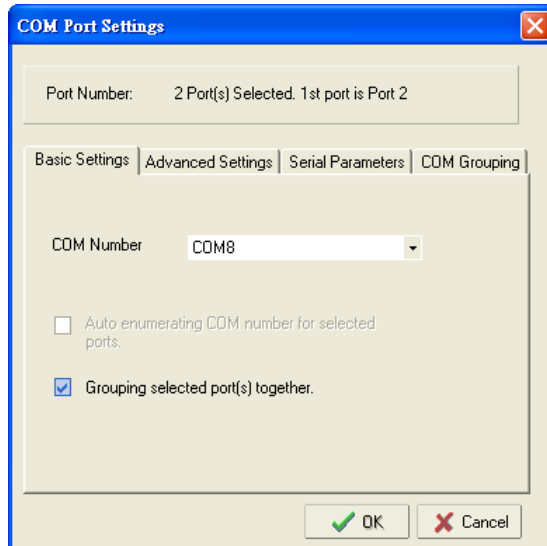 COM Port Settings
Port Number: 2 Port(s) Selected. 1st port is Port 2
Basic Settings Advanced Settings Serial Parameters COM Grouping
COM Number COM8
Auto enumerating COM number for selected
ports.
Grouping selected port(s) together.
OK Cancel